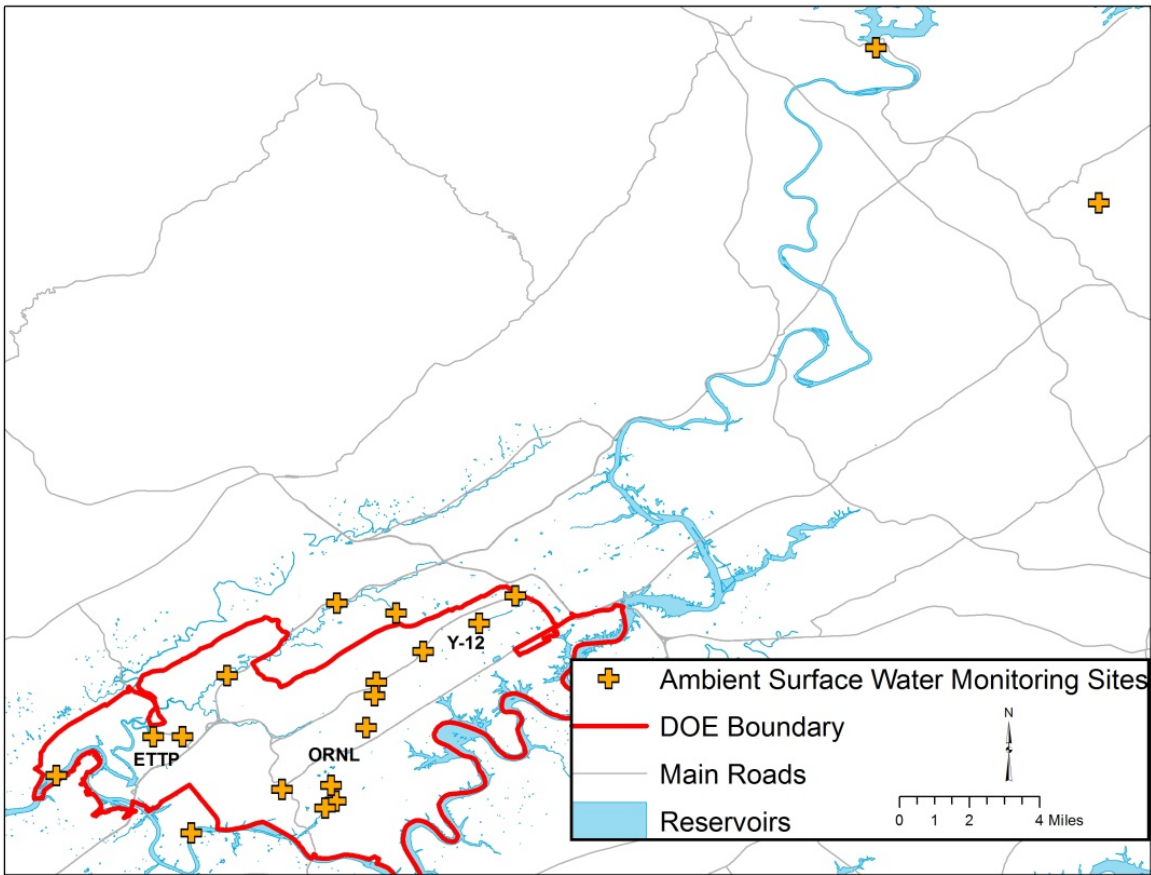 Y-12
ETTP
ORNL
Ambient Surface Water Monitoring Sites
DOE Boundary
Main Roads
Reservoirs
N
0 1 2 4 Miles